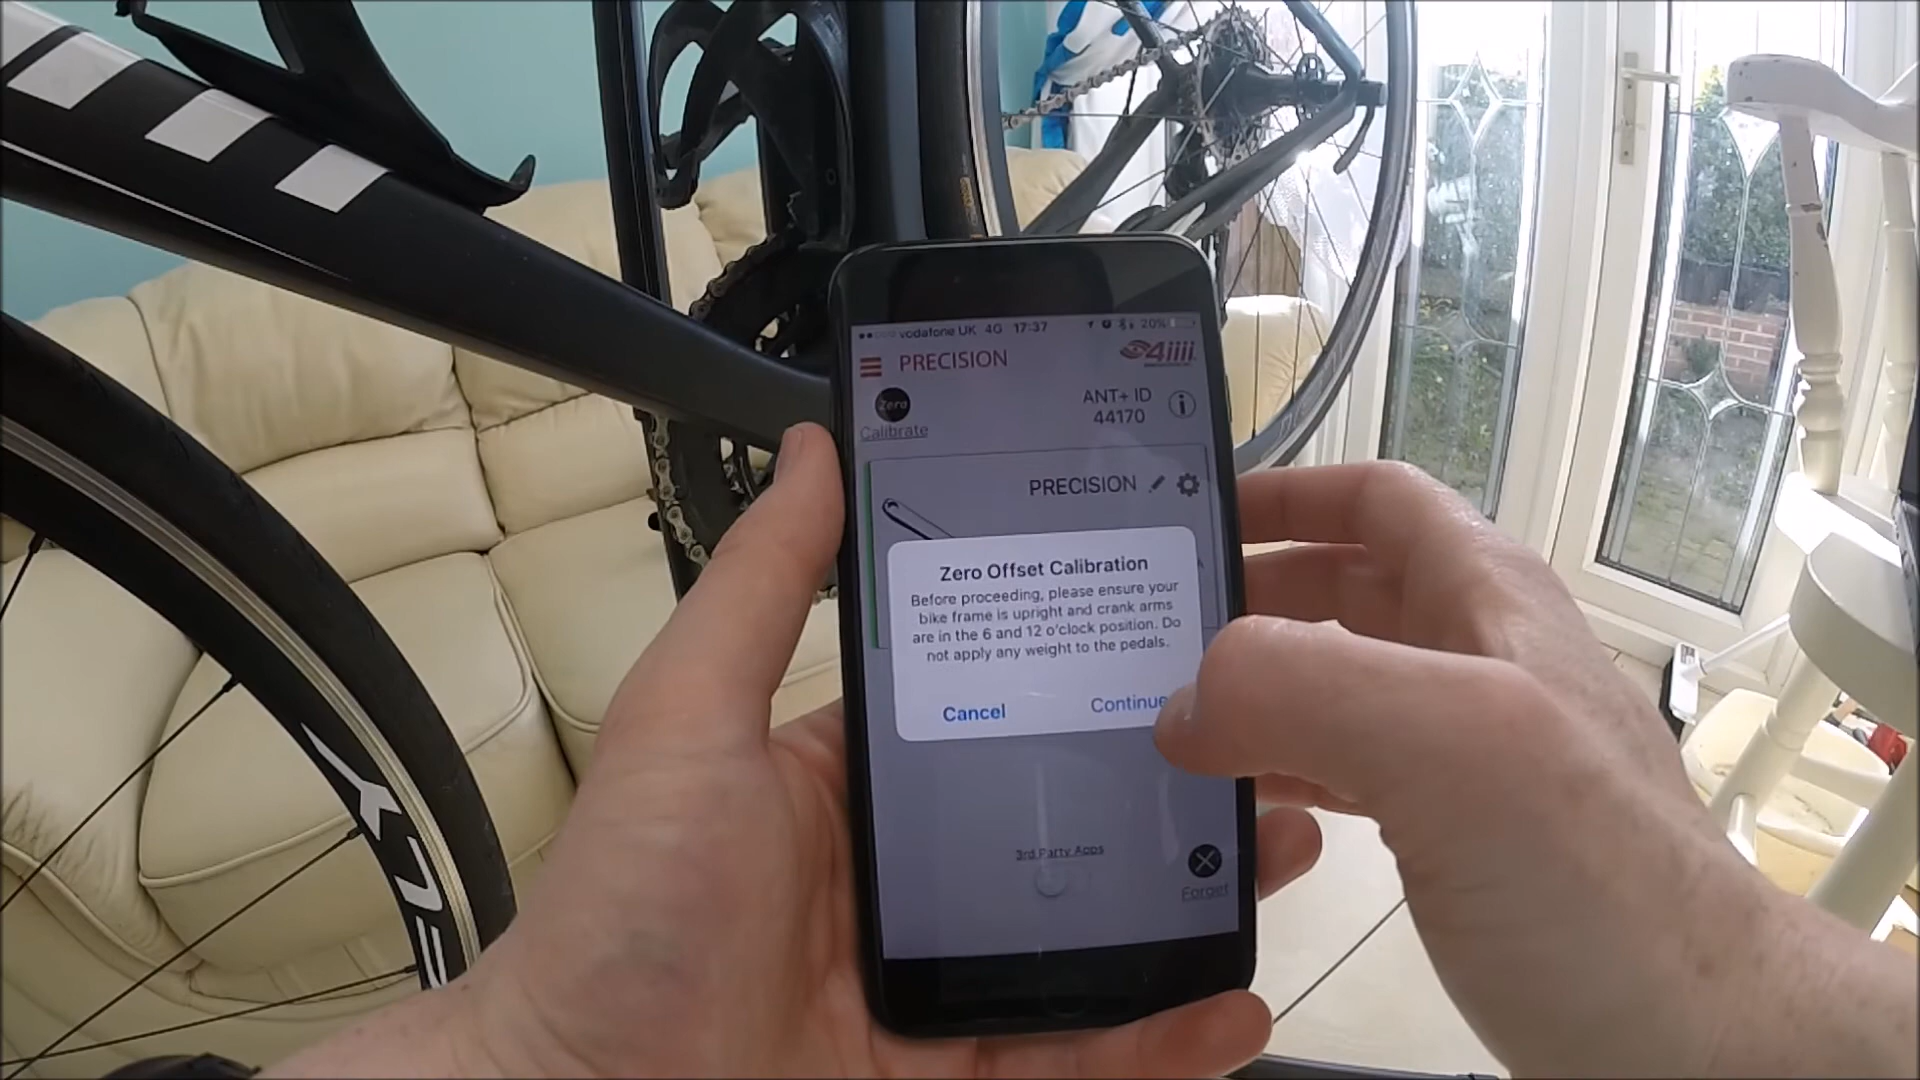 vodafone UK 4G 17:37 20%
PRECISION 4iiii
Zero ANT+ ID
44170
Calibrate
PRECISION
Zero Offset Calibration
Before proceeding, please ensure your
bike frame is upright and crank arms
are in the 6 and 12 o'clock position. Do
not apply any weight to the pedals.
Cancel Continue
3rd Party Apps
Forget